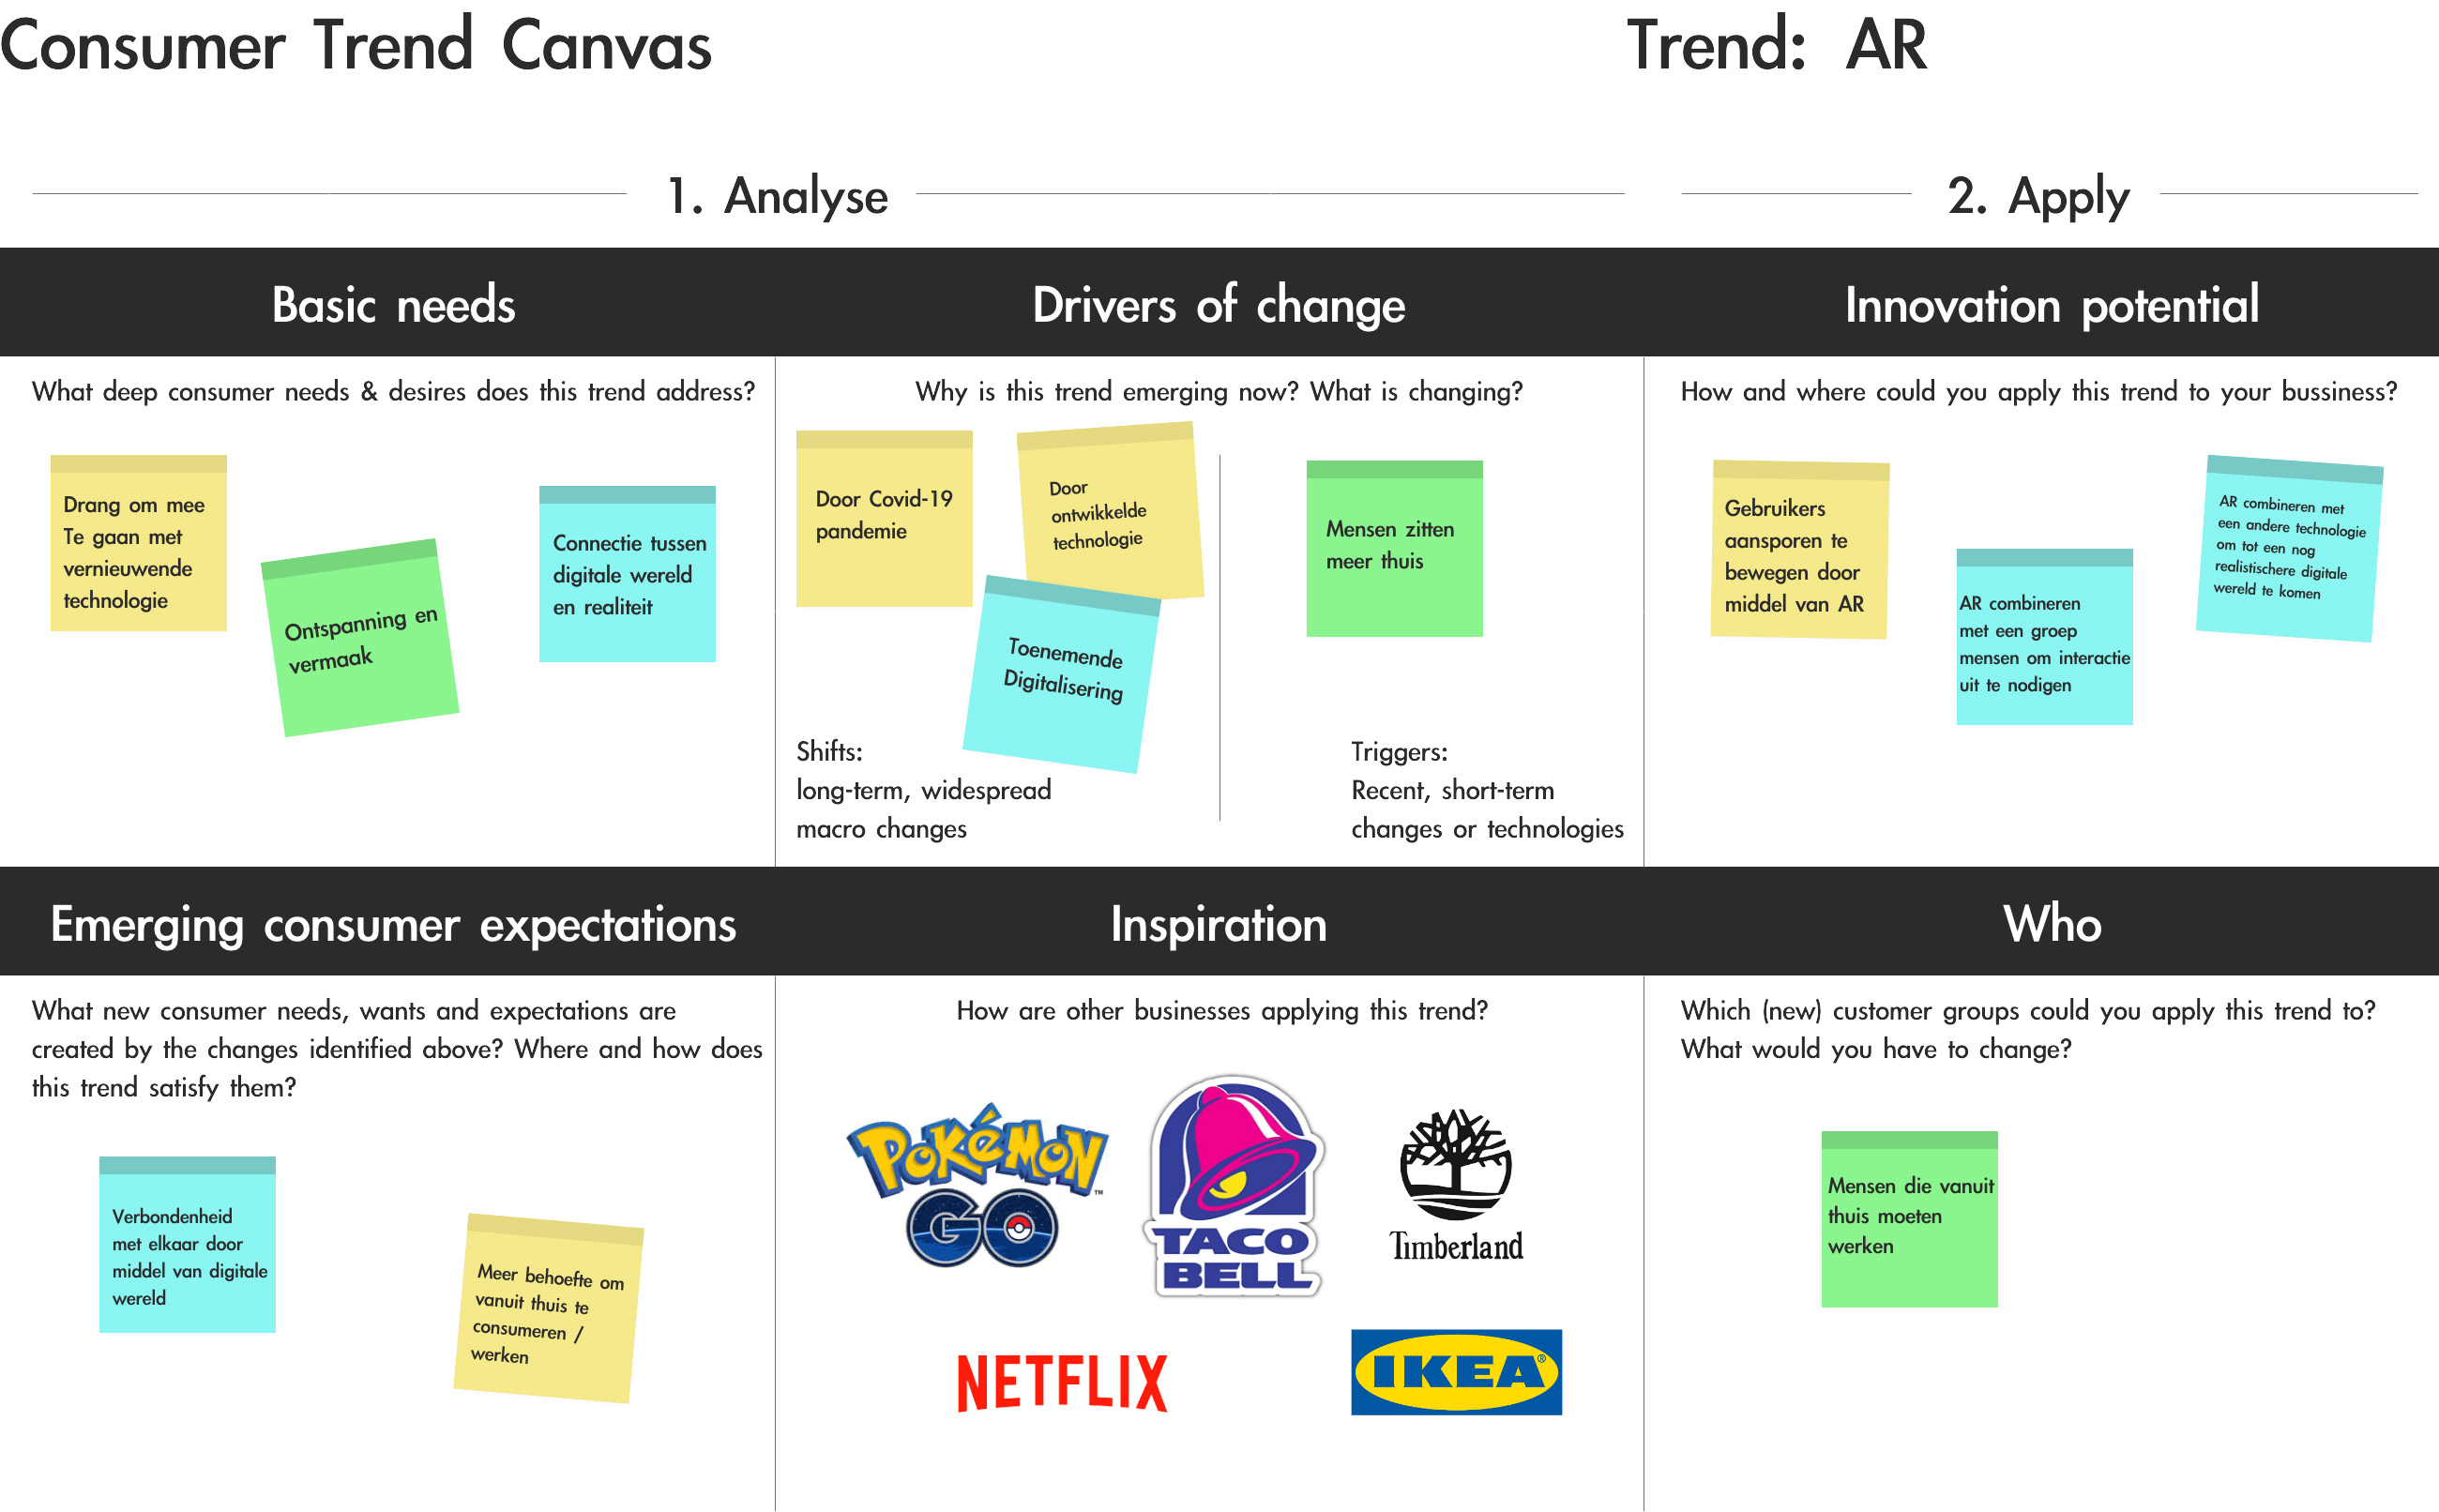 Consumer Trend Canvas
Trend: AR
1. Analyse
2. Apply
Basic needs
Drivers of change
Innovation potential
What deep consumer needs & desires does this trend address?
Drang om mee
Te gaan met
vernieuwende
technologie
Ontspanning en
vermaak
Connectie tussen
digitale wereld
en realiteit
Why is this trend emerging now? What is changing?
Door Covid-19
pandemie
Door
ontwikkelde
technologie
Toenemende
Digitalisering
Shifts:
long-term, widespread
macro changes
Mensen zitten
meer thuis
Triggers:
Recent, short-term
changes or technologies
How and where could you apply this trend to your bussiness?
Gebruikers
aansporen te
bewegen door
middel van AR
AR combineren
met een groep
mensen om interactie
uit te nodigen
AR combineren met
een andere technologie
om tot een nog
realistischere digitale
wereld te komen
Emerging consumer expectations
Inspiration
Who
What new consumer needs, wants and expectations are
created by the changes identified above? Where and how does
this trend satisfy them?
Verbondenheid
met elkaar door
middel van digitale
wereld
Meer behoefte om
vanuit thuis te
consumeren /
werken
How are other businesses applying this trend?
POKéMON
™
GO
TACO
BELL
Timberland
NETFLIX
IKEA®
Which (new) customer groups could you apply this trend to?
What would you have to change?
Mensen die vanuit
thuis moeten
werken